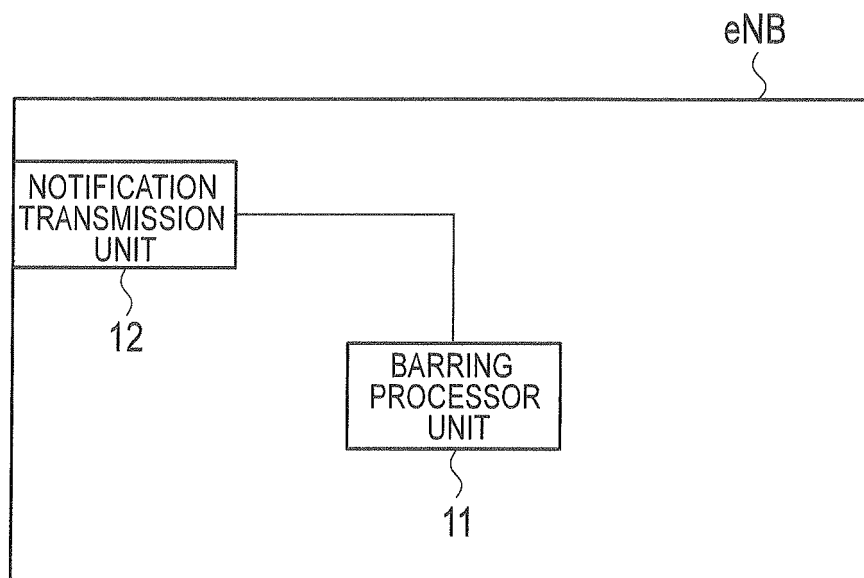 eNB
NOTIFICATION
TRANSMISSION
UNIT
12
BARRING
PROCESSOR
UNIT
11